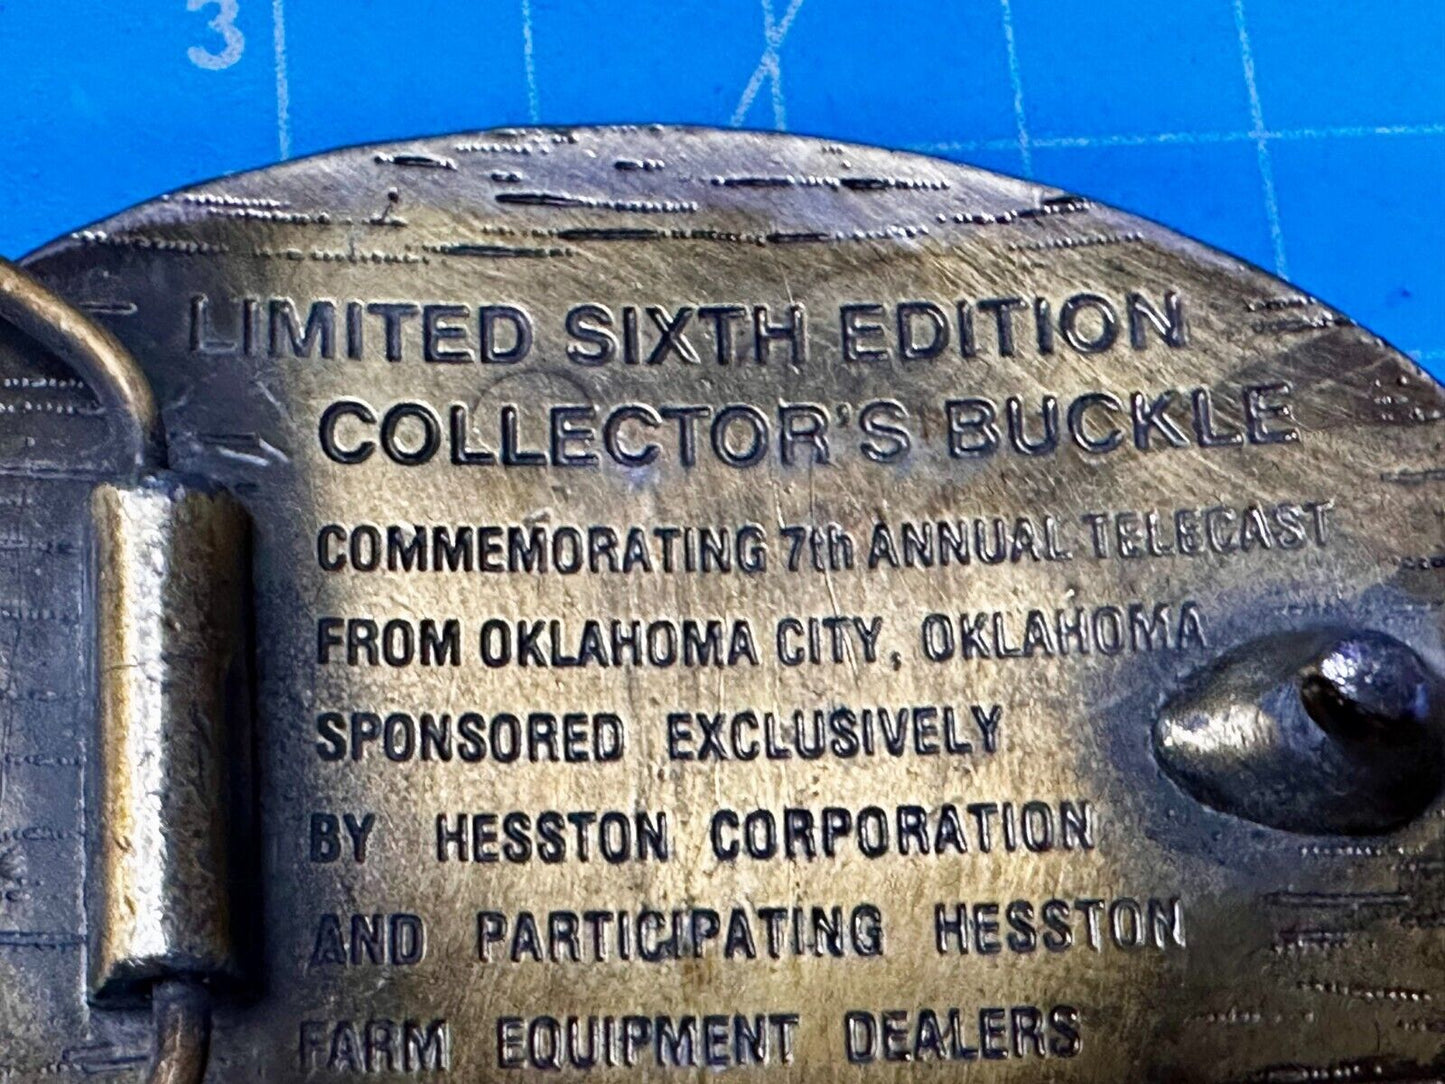 3
LIMITED SIXTH EDITION
COLLECTOR'S BUCKLE
COMMEMORATING 7th ANNUAL TELECAST
FROM OKLAHOMA CITY, OKLAHOMA
SPONSORED EXCLUSIVELY
BY HESSTON CORPORATION
AND PARTICIPATING HESSTON
FARM EQUIPMENT DEALERS